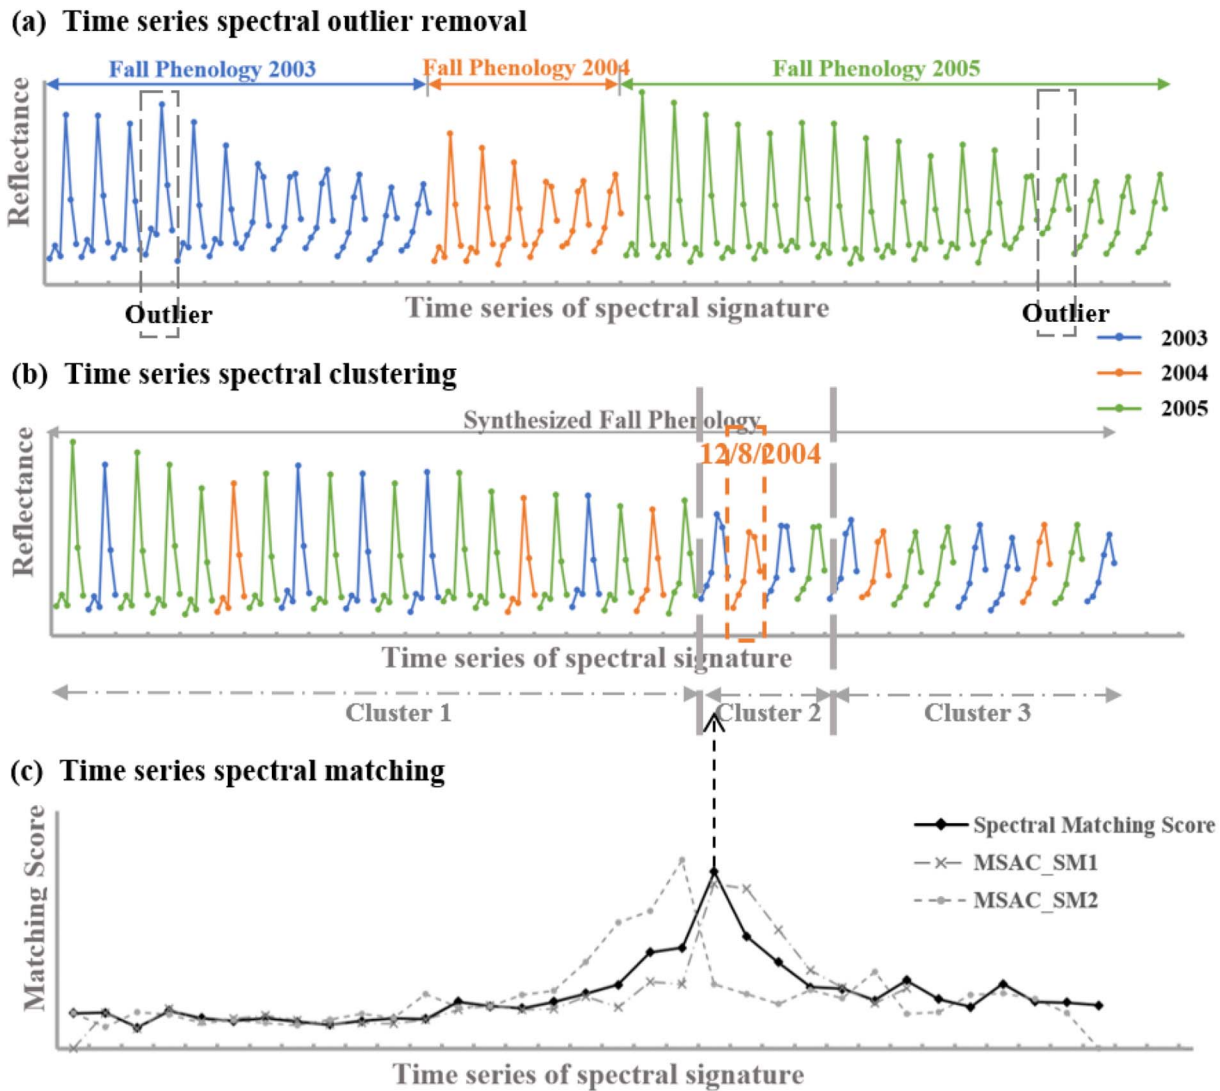 (a) Time series spectral outlier removal
Fall Phenology 2003
Fall Phenology 2004
Fall Phenology 2005
Reflectance
Outlier
Time series of spectral signature
Outlier
2003
2004
2005
(b) Time series spectral clustering
Synthesized Fall Phenology
12/8/2004
Reflectance
Time series of spectral signature
Cluster 1
Cluster 2
Cluster 3
(c) Time series spectral matching
Matching Score
Spectral Matching Score
MSAC_SM1
MSAC_SM2
Time series of spectral signature